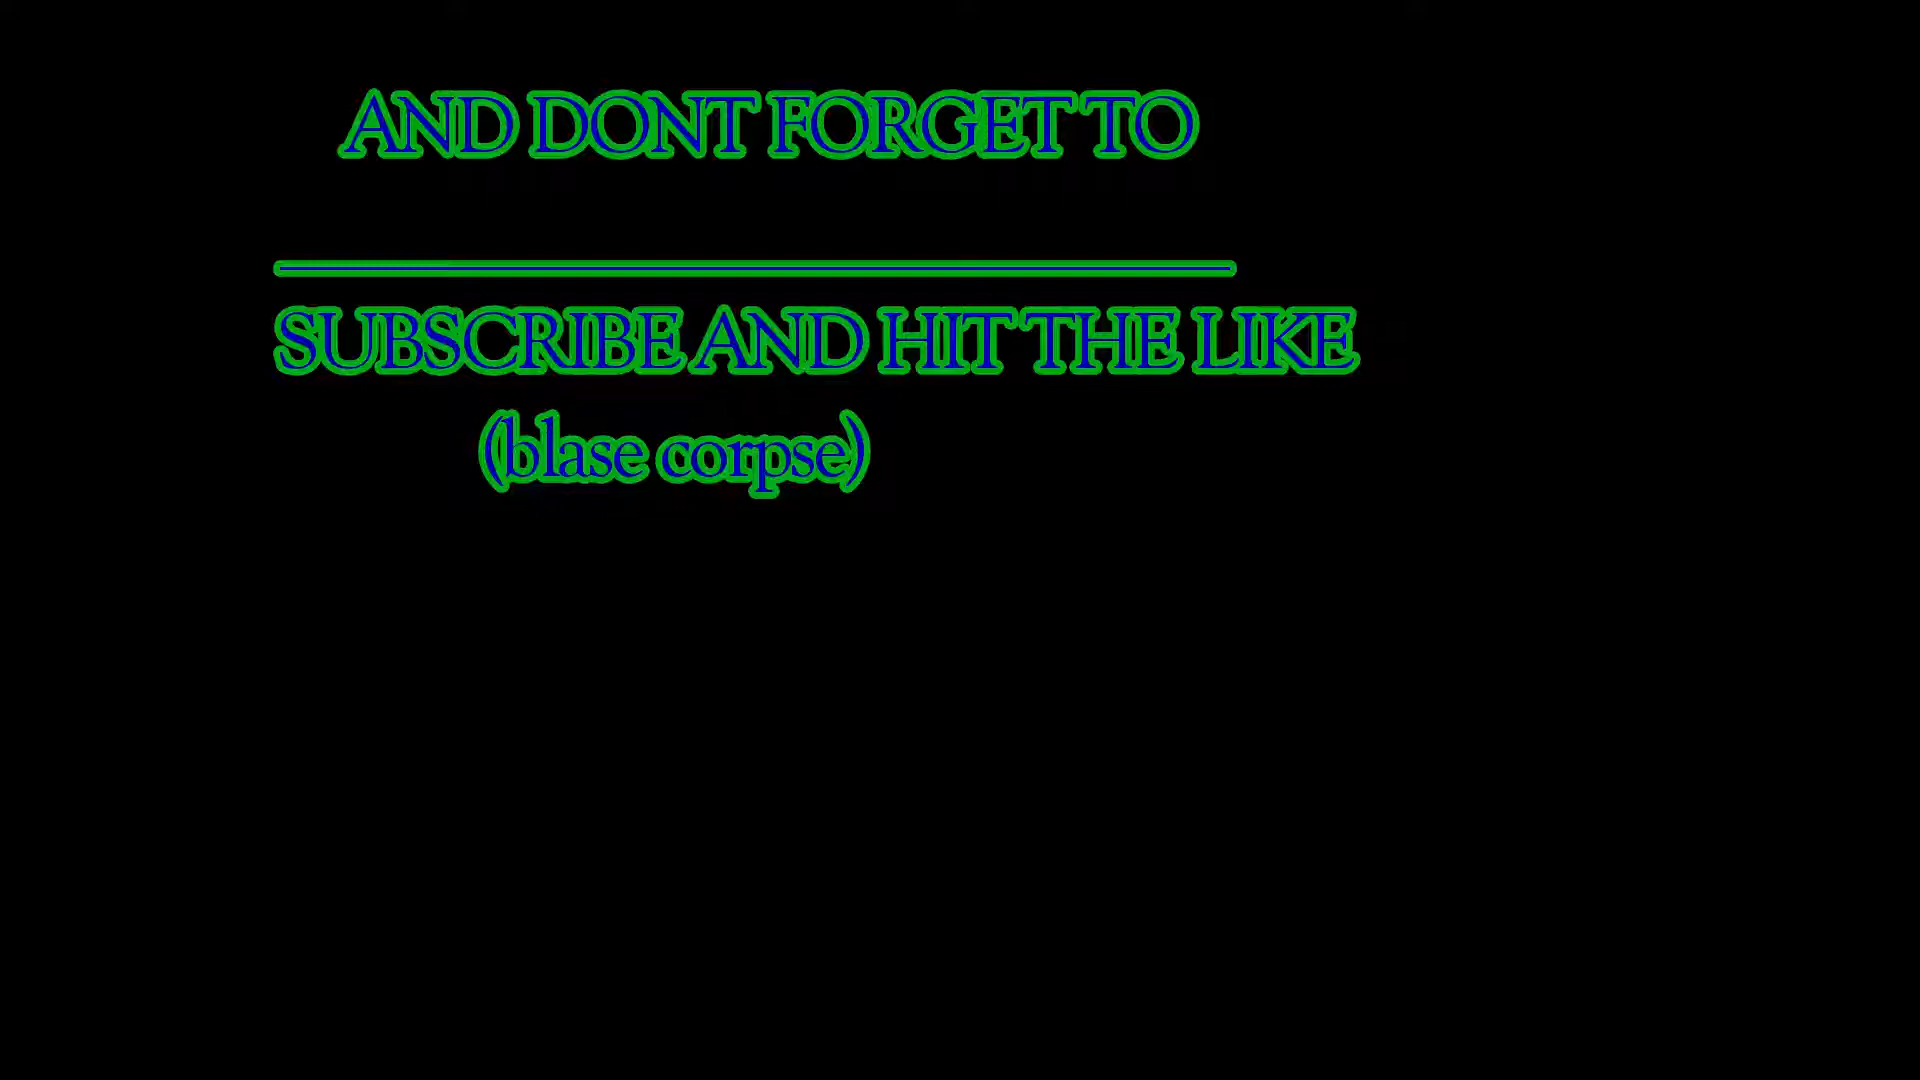 AND DONT FORGET TO
SUBSCRIBE AND HIT THE LIKE
(blase corpse)